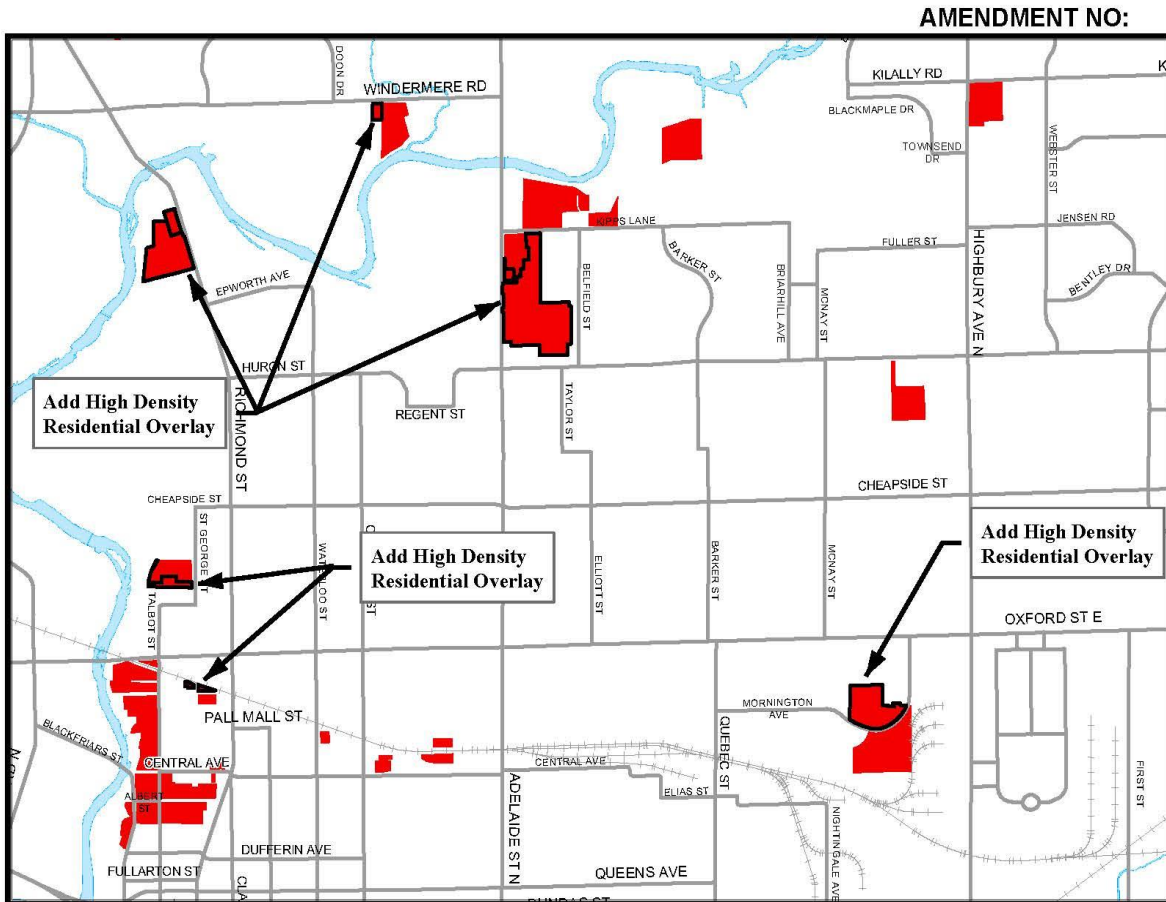 AMENDMENT NO:
DOON DR
WINDERMERE RD
KILALLY RD
K
BLACKMAPLE DR
TOWNSEND
DR
WEBSTER ST
KIPPS LANE
JENSEN RD
FULLER ST
HIGHBURY AVE N
BENTLEY DR
BARKER ST
BRIARHILL AVE
MCNAY ST
BELFIELD ST
EPWORTH AVE
HURON ST
Add High Density
Residential Overlay
RICHMOND ST
REGENT ST
TAYLOR ST
CHEAPSIDE ST
CHEAPSIDE ST
ST GEORGE ST
Add High Density
Residential Overlay
Add High Density
Residential Overlay
WATERLOO ST
ST
ELLIOTT ST
BARKER ST
MCNAY ST
TALBOT ST
OXFORD ST E
PALL MALL ST
MORNINGTON
AVE
BLACKFRIARS ST
QUEBEC ST
CENTRAL AVE
CENTRAL AVE
ALBERT
ST
ADELAIDE ST N
ELIAS ST
FIRST ST
NIGHTINGALE AVE
DUFFERIN AVE
FULLARTON ST
CLA
QUEENS AVE
DUNDAS ST